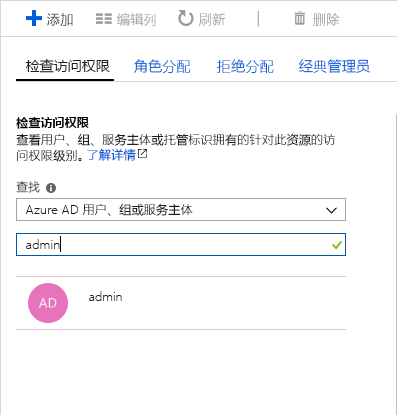 添加 编辑列 刷新 删除
检查访问权限 角色分配 拒绝分配 经典管理员
检查访问权限
查看用户、组、服务主体或托管标识拥有的针对此资源的访
问权限级别。了解详情
查找
Azure AD 用户、组或服务主体
admin
AD admin